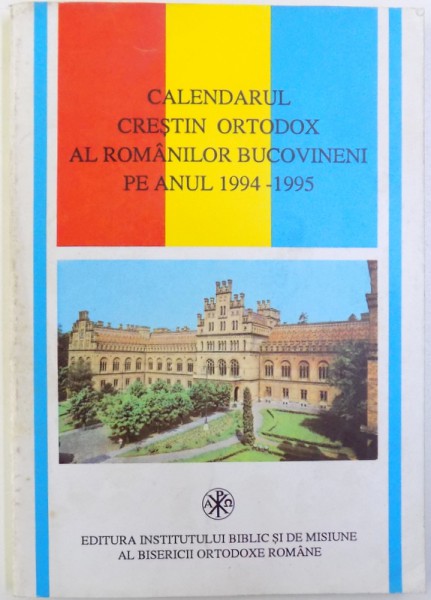 CALENDARUL
CREȘTIN ORTODOX
AL ROMÂNILOR BUCOVINENI
PE ANUL 1994 -1995
Α Ρ Ω
EDITURA INSTITUTULUI BIBLIC ȘI DE MISIUNE
AL BISERICII ORTODOXE ROMÂNE